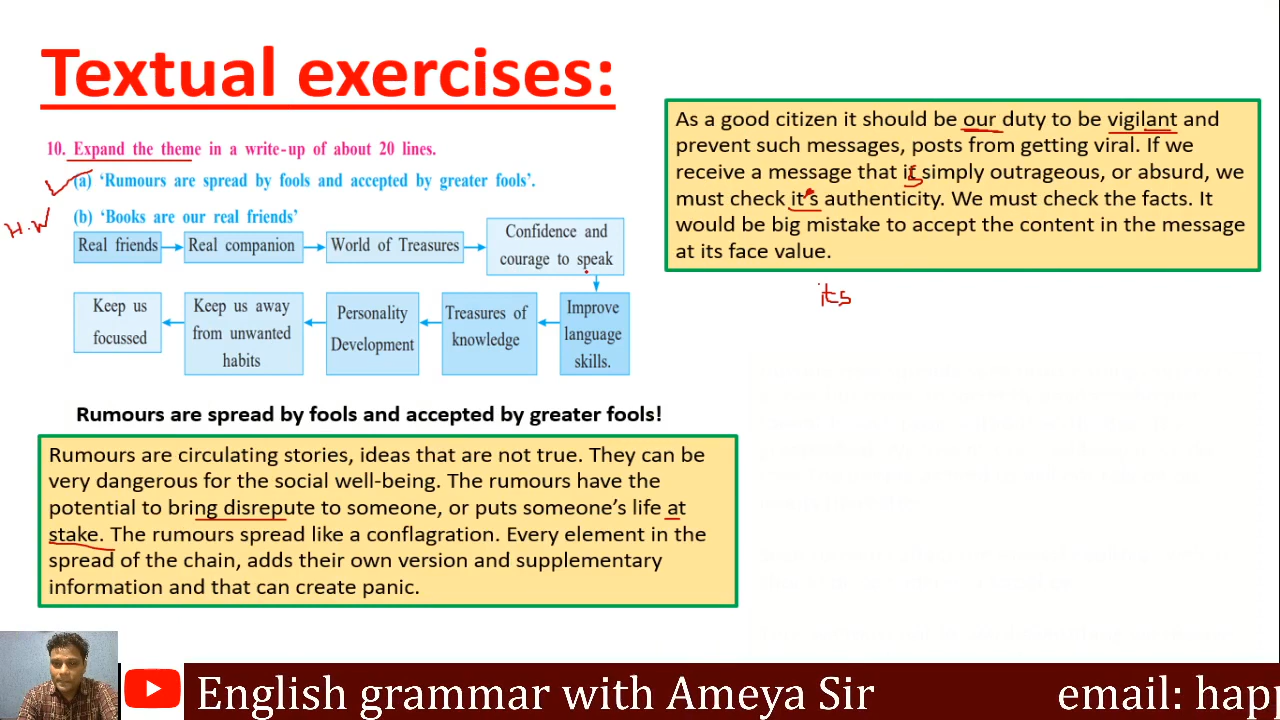 Textual exercises:
10. Expand the theme in a write-up of about 20 lines.
(a) ‘Rumours are spread by fools and accepted by greater fools’.
H.W
(b) ‘Books are our real friends’
Real friends
Real companion
World of Treasures
Confidence and
courage to speak
Improve
language
skills.
Treasures of
knowledge
Personality
Development
Keep us away
from unwanted
habits
Keep us
focussed
Rumours are spread by fools and accepted by greater fools!
Rumours are circulating stories, ideas that are not true. They can be
very dangerous for the social well-being. The rumours have the
potential to bring disrepute to someone, or puts someone’s life at
stake. The rumours spread like a conflagration. Every element in the
spread of the chain, adds their own version and supplementary
information and that can create panic.
As a good citizen it should be our duty to be vigilant and
prevent such messages, posts from getting viral. If we
receive a message that is simply outrageous, or absurd, we
must check it's authenticity. We must check the facts. It
would be big mistake to accept the content in the message
at its face value.
its
English grammar with Ameya Sir
email: hap